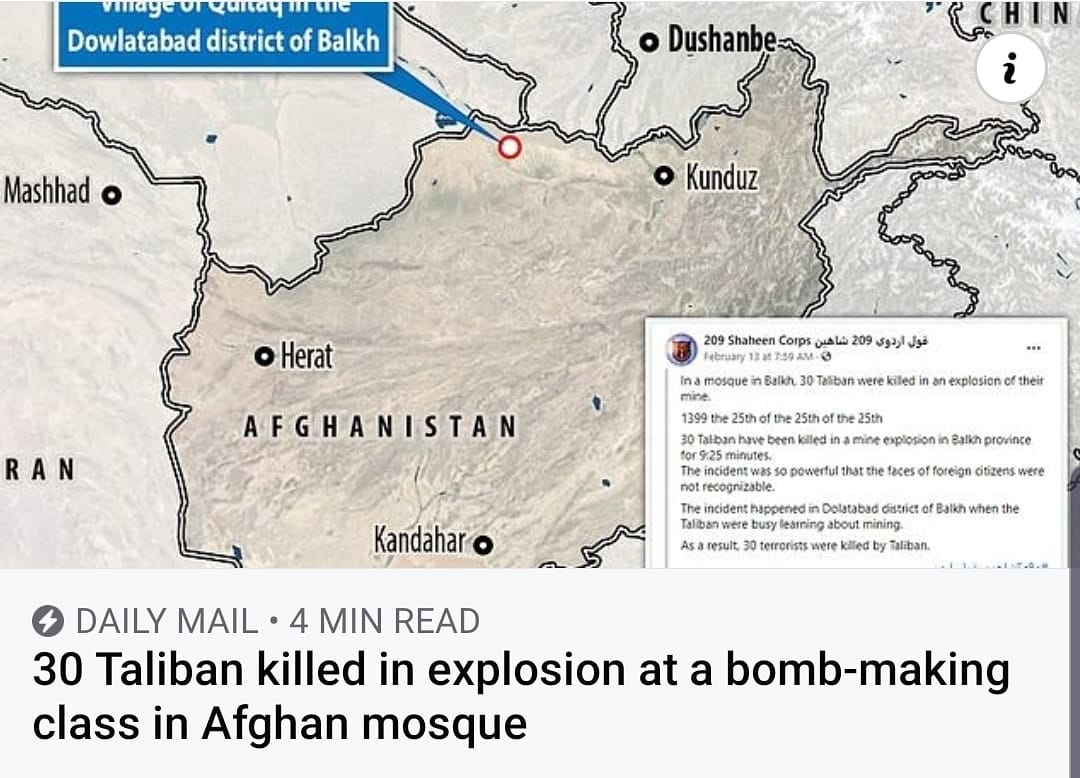 Village of Qultaq in the
Dowlatabad district of Balkh
Dushanbe
CHIN
i
Mashhad
Kunduz
Herat
AFGHANISTAN
RAN
Kandahar
209 Shaheen Corps قول اردوی 209 شاهین
February 13 at 7:59 AM
In a mosque in Balkh, 30 Taliban were killed in an explosion of their
mine.
1399 the 25th of the 25th of the 25th
30 Taliban have been killed in a mine explosion in Balkh province
for 9:25 minutes.
The incident was so powerful that the faces of foreign citizens were
not recognizable.
The incident happened in Dolatabad district of Balkh when the
Taliban were busy learning about mining.
As a result, 30 terrorists were killed by Taliban.
DAILY MAIL • 4 MIN READ
30 Taliban killed in explosion at a bomb-making
class in Afghan mosque